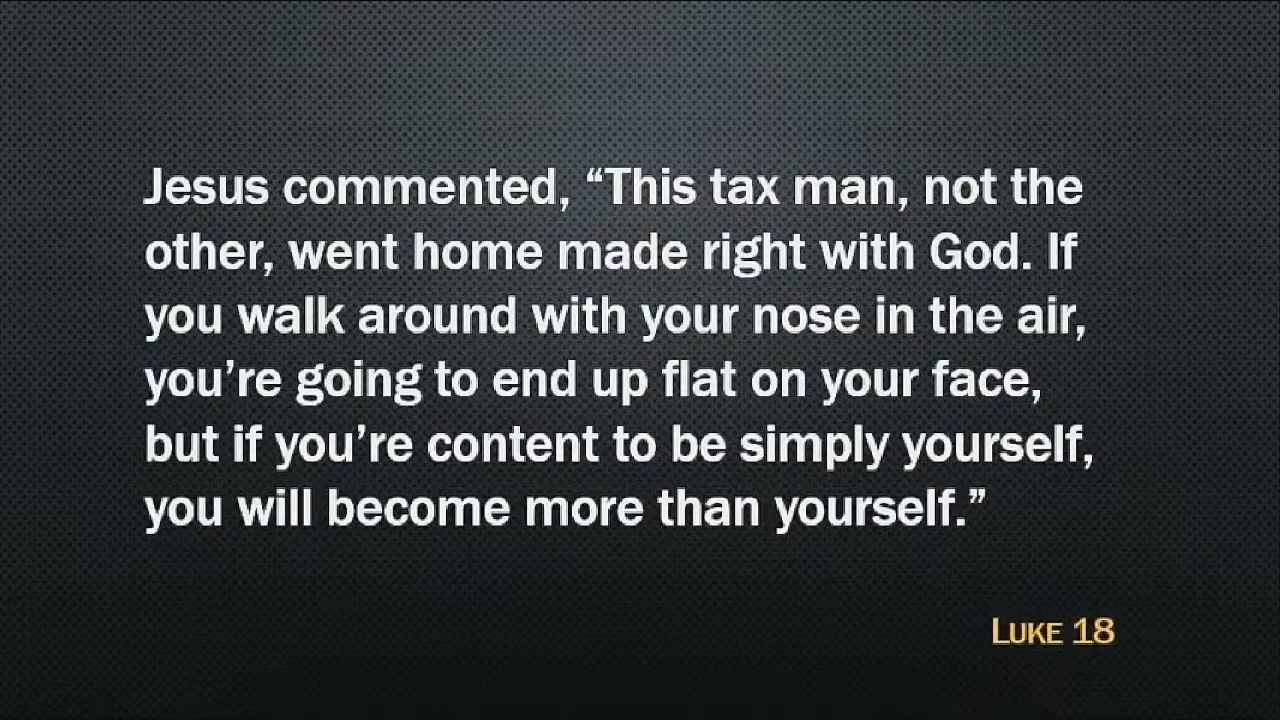 Jesus commented, “This tax man, not the
other, went home made right with God. If
you walk around with your nose in the air,
you’re going to end up flat on your face,
but if you’re content to be simply yourself,
you will become more than yourself.”
Luke 18